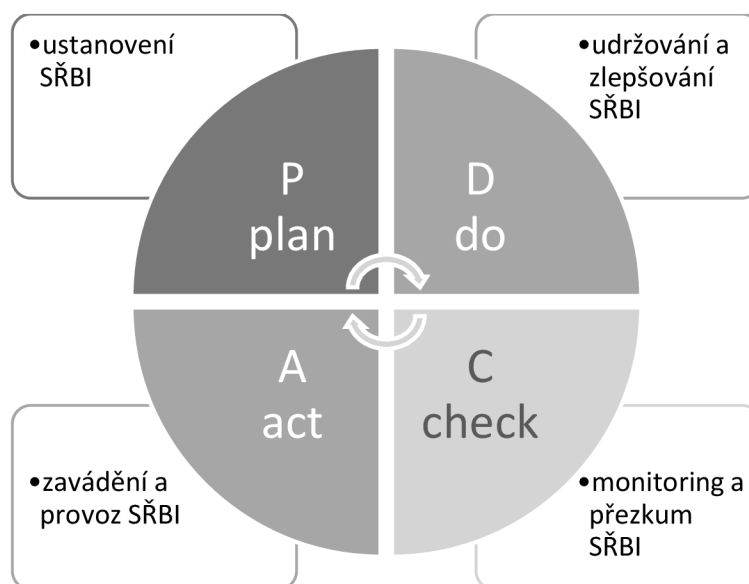 •ustanovení
SŘBI
•udržování a
zlepšování
SŘBI
P
plan
D
do
A
act
C
check
•zavádění a
provoz SŘBI
•monitoring a
přezkum
SŘBI